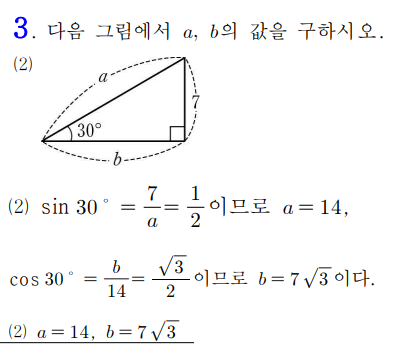 3. 다음 그림에서 a, b의 값을 구하시오.
(2)
a
7
30°
b
(2) sin 30° = 7/a = 1/2 이므로 a = 14,
cos 30° = b/14 = √3/2 이므로 b = 7√3 이다.
(2) a = 14, b = 7√3